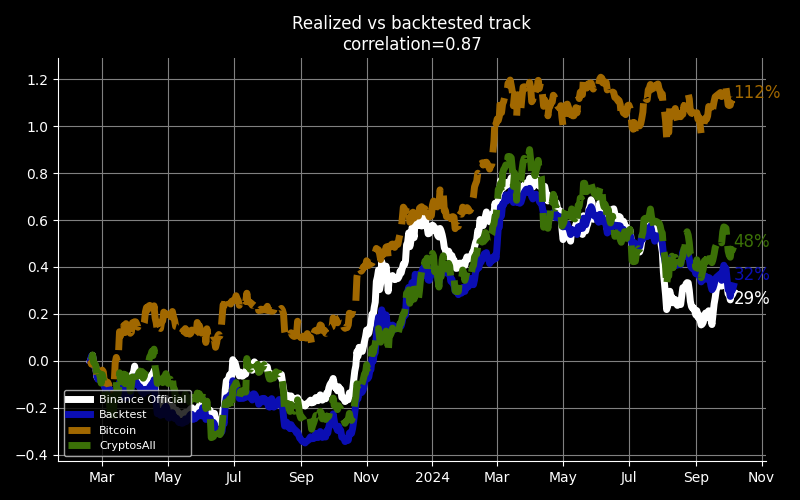 Realized vs backtested track
correlation=0.87
1.2
1.0
0.8
0.6
0.4
0.2
0.0
−0.2
−0.4
112%
48%
32%
29%
Binance Official
Backtest
Bitcoin
CryptosAll
Mar May Jul Sep Nov 2024 Mar May Jul Sep Nov